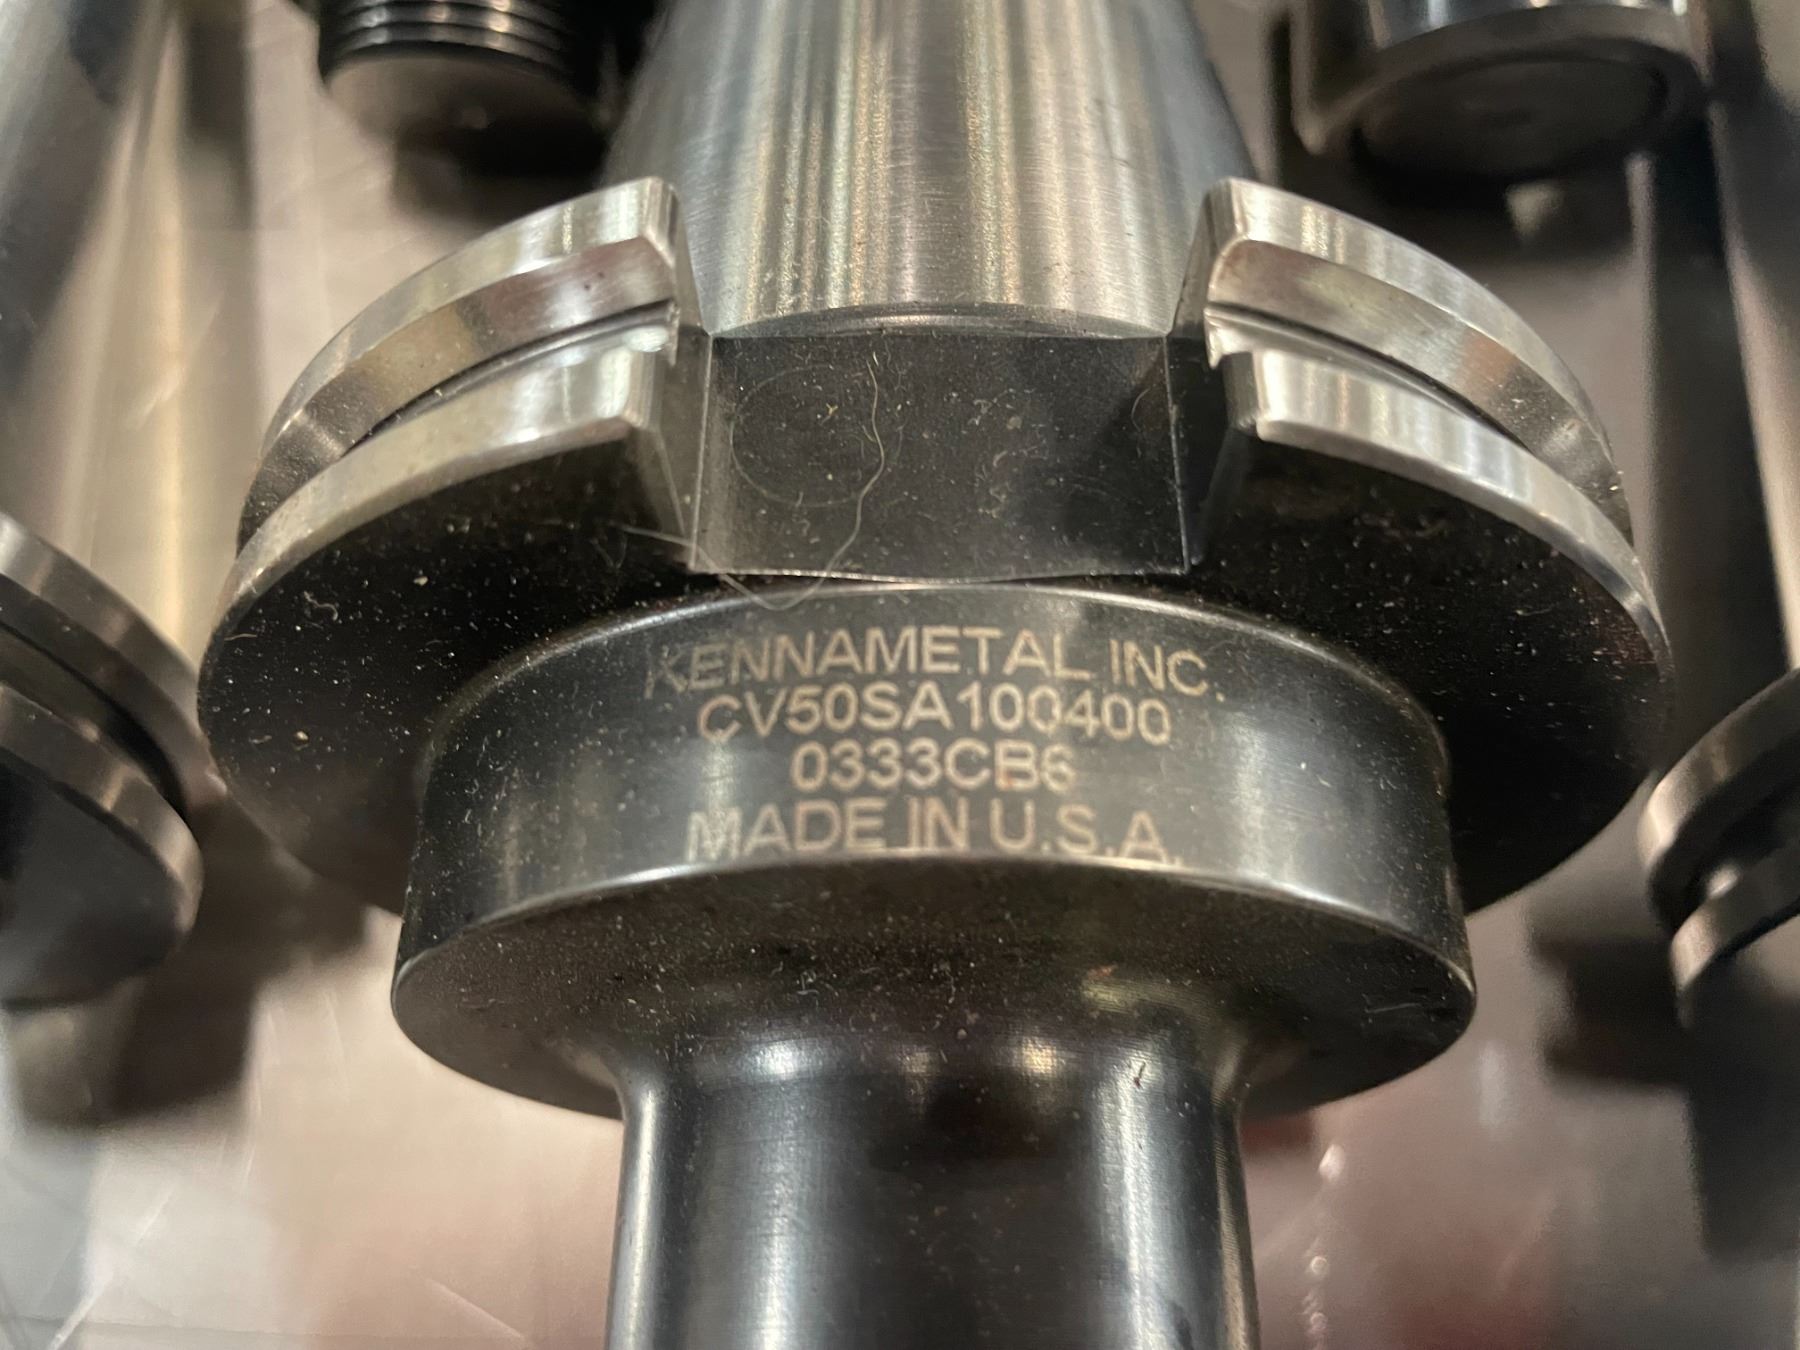 KENNAMETAL INC.
CV50SA100400
0333CB6
MADE IN U.S.A.